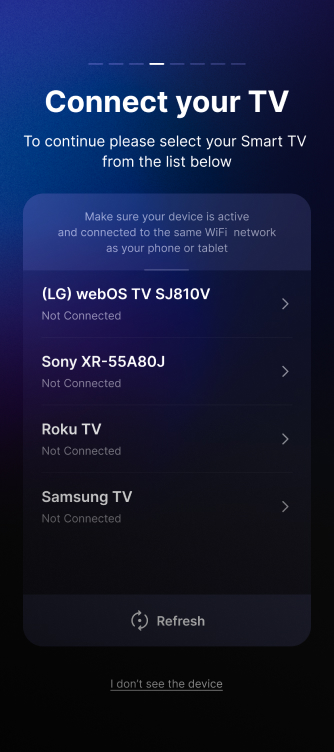 Connect your TV
To continue please select your Smart TV
from the list below
Make sure your device is active
and connected to the same WiFi network
as your phone or tablet
(LG) webOS TV SJ810V
Not Connected
Sony XR-55A80J
Not Connected
Roku TV
Not Connected
Samsung TV
Not Connected
Refresh
I don't see the device